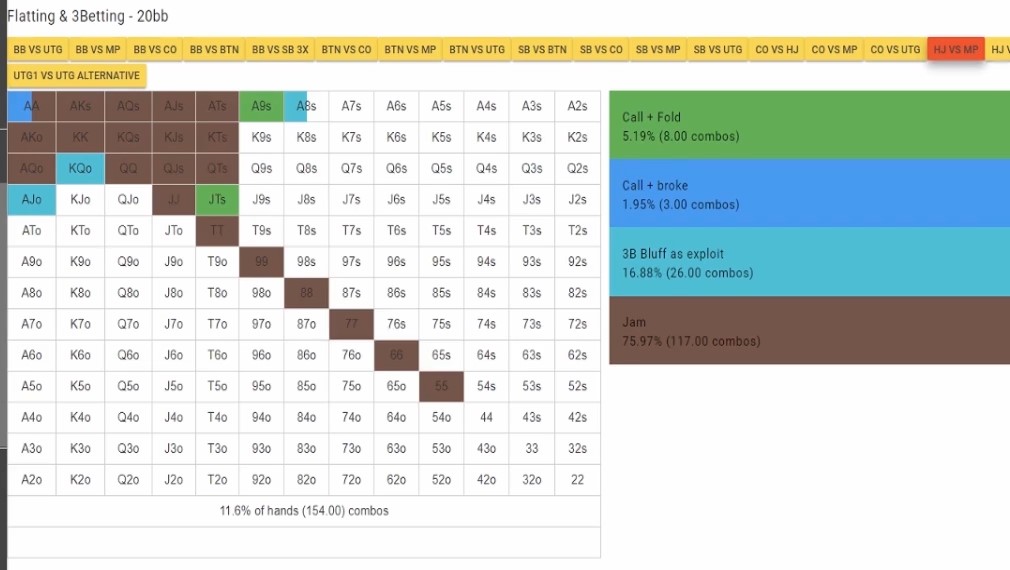 Flatting & 3Betting - 20bb
BB VS UTG BB VS MP BB VS CO BB VS BTN BB VS SB 3X BTN VS CO BTN VS MP BTN VS UTG SB VS BTN SB VS CO SB VS MP SB VS UTG CO VS HJ CO VS MP CO VS UTG HJ VS MP HJ V
UTG1 VS UTG ALTERNATIVE
AA AKs AQs AJs ATs A9s A8s A7s A6s A5s A4s A3s A2s
AKo KK KQs KJs KTs K9s K8s K7s K6s K5s K4s K3s K2s
AQo KQo QQ QJs QTs Q9s Q8s Q7s Q6s Q5s Q4s Q3s Q2s
AJo KJo QJo JJ JTs J9s J8s J7s J6s J5s J4s J3s J2s
ATo KTo QTo JTo TT T9s T8s T7s T6s T5s T4s T3s T2s
A9o K9o Q9o J9o T9o 99 98s 97s 96s 95s 94s 93s 92s
A8o K8o Q8o J8o T8o 98o 88 87s 86s 85s 84s 83s 82s
A7o K7o Q7o J7o T7o 97o 87o 77 76s 75s 74s 73s 72s
A6o K6o Q6o J6o T6o 96o 86o 76o 66 65s 64s 63s 62s
A5o K5o Q5o J5o T5o 95o 85o 75o 65o 55 54s 53s 52s
A4o K4o Q4o J4o T4o 94o 84o 74o 64o 54o 44 43s 42s
A3o K3o Q3o J3o T3o 93o 83o 73o 63o 53o 43o 33 32s
A2o K2o Q2o J2o T2o 92o 82o 72o 62o 52o 42o 32o 22
11.6% of hands (154.00) combos
Call + Fold
5.19% (8.00 combos)
Call + broke
1.95% (3.00 combos)
3B Bluff as exploit
16.88% (26.00 combos)
Jam
75.97% (117.00 combos)